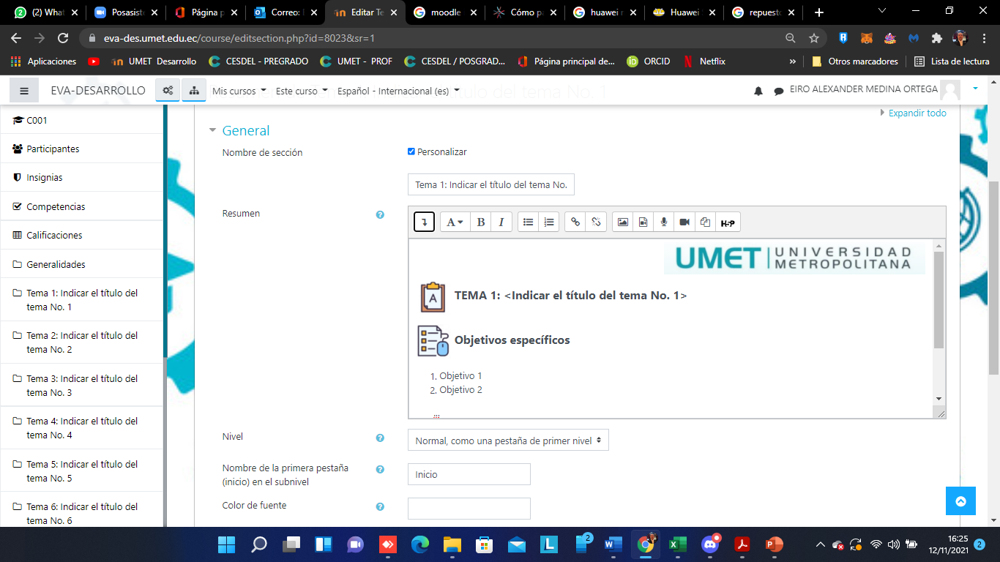 (2) What
Posasiste
Página p
Correo:
Editar Te
moodle
Cómo p
huawei r
Huawei
repuesto
eva-des.umet.edu.ec/course/editsection.php?id=8023&sr=1
Aplicaciones
UMET Desarrollo
CESDEL - PREGRADO
UMET - PROF
CESDEL / POSGRAD...
Página principal de...
ORCID
Netflix
»
Otros marcadores
Lista de lectura
EVA-DESARROLLO
Mis cursos
Este curso
Español - Internacional (es)
EIRO ALEXANDER MEDINA ORTEGA
C001
Participantes
Insignias
Competencias
Calificaciones
Generalidades
Tema 1: Indicar el título del
tema No. 1
Tema 2: Indicar el título del
tema No. 2
Tema 3: Indicar el título del
tema No. 3
Tema 4: Indicar el título del
tema No. 4
Tema 5: Indicar el título del
tema No. 5
Tema 6: Indicar el título del
tema No. 6
Expandir todo
General
Nombre de sección
Personalizar
Tema 1: Indicar el título del tema No.
Resumen
A B I
H-P
UMET | UNIVERSIDAD
METROPOLITANA
TEMA 1: <Indicar el título del tema No. 1>
Objetivos específicos
1. Objetivo 1
2. Objetivo 2
...
Nivel
Normal, como una pestaña de primer nivel
Nombre de la primera pestaña
(inicio) en el subnivel
Inicio
Color de fuente
16:25
12/11/2021
2